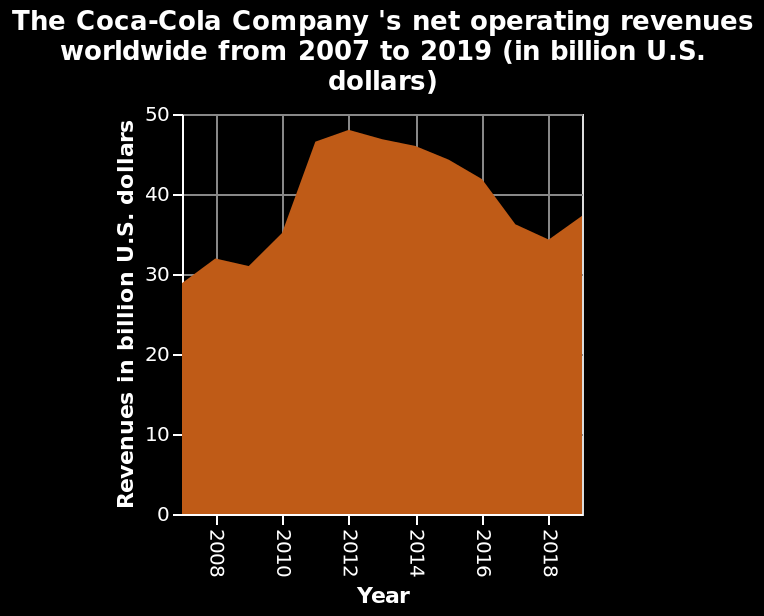 The Coca-Cola Company 's net operating revenues
worldwide from 2007 to 2019 (in billion U.S.
dollars)
Revenues in billion U.S. dollars
50
40
30
20
10
0
2008
2010
2012
2014
2016
2018
Year